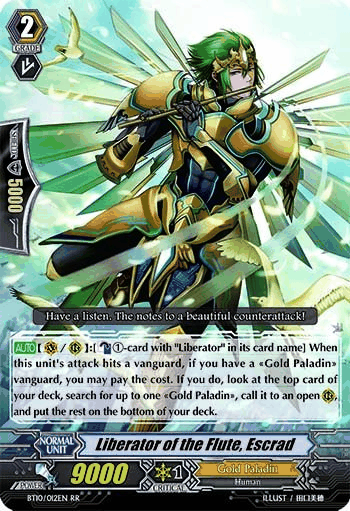 2
GRADE
SHIELD
5000
Have a listen. The notes to a beautiful counterattack!
AUTO [ / ]:[ ①-card with "Liberator" in its card name] When
this unit's attack hits a vanguard, if you have a «Gold Paladin»
vanguard, you may pay the cost. If you do, look at the top card of
your deck, search for up one «Gold Paladin», call it to an open ,
and put the rest on the bottom of your deck.
NORMAL
UNIT
Liberator of the Flute, Escrad
POWER
9000
1
CRITICAL
Gold Paladin
Human
BT10/012EN RR
ILLUST / 田口美穂